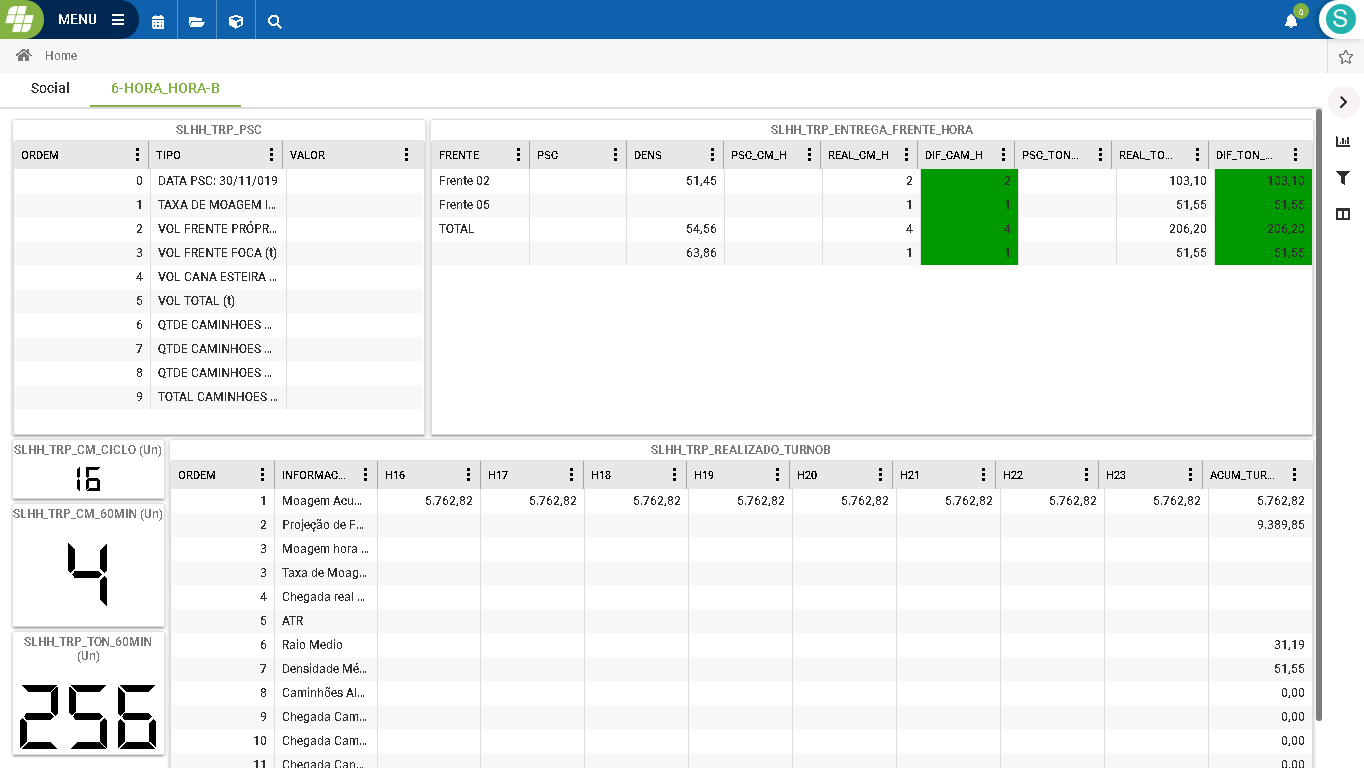 MENU
0
S
Home
Social 6-HORA_HORA-B
SLHH_TRP_PSC
ORDEM TIPO VALOR
0 DATA PSC: 30/11/019
1 TAXA DE MOAGEM I...
2 VOL FRENTE PRÓPR...
3 VOL FRENTE FOCA (t)
4 VOL CANA ESTEIRA ...
5 VOL TOTAL (t)
6 QTDE CAMINHOES ...
7 QTDE CAMINHOES ...
8 QTDE CAMINHOES ...
9 TOTAL CAMINHOES ...
SLHH_TRP_ENTREGA_FRENTE_HORA
FRENTE PSC DENS PSC_CM_H REAL_CM_H DIF_CAM_H PSC_TON... REAL_TO... DIF_TON_...
Frente 02 51,45 2 2 103,10 103,10
Frente 05 1 1 51,55 51,55
TOTAL 54,56 4 4 206,20 206,20
63,86 1 1 51,55 51,55
SLHH_TRP_CM_CICLO (Un)
16
SLHH_TRP_CM_60MIN (Un)
4
SLHH_TRP_TON_60MIN
(Un)
256
SLHH_TRP_REALIZADO_TURNOB
ORDEM INFORMAC... H16 H17 H18 H19 H20 H21 H22 H23 ACUM_TUR...
1 Moagem Acu... 5.762,82 5.762,82 5.762,82 5.762,82 5.762,82 5.762,82 5.762,82 5.762,82 5.762,82
2 Projeção de F... 9.389,85
3 Moagem hora ...
3 Taxa de Moag...
4 Chegada real ...
5 ATR
6 Raio Medio 31,19
7 Densidade Mé... 51,55
8 Caminhões Al... 0,00
9 Chegada Cam... 0,00
10 Chegada Cam... 0,00
11 Chegada Can... 0,00